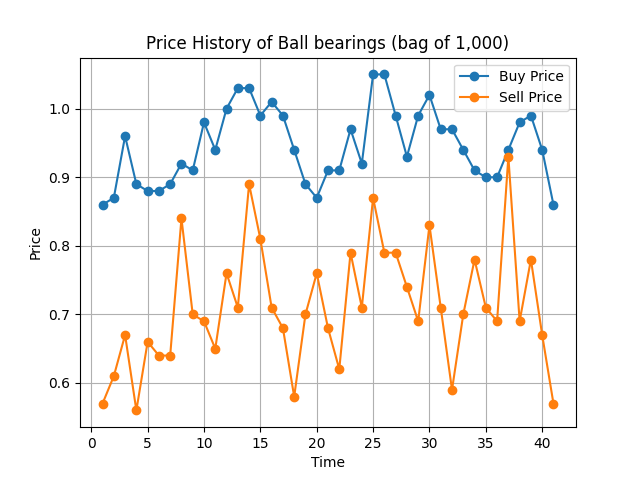 Price History of Ball bearings (bag of 1,000)
Buy Price
Sell Price
1.0
0.9
0.8
0.7
0.6
Price
0 5 10 15 20 25 30 35 40
Time